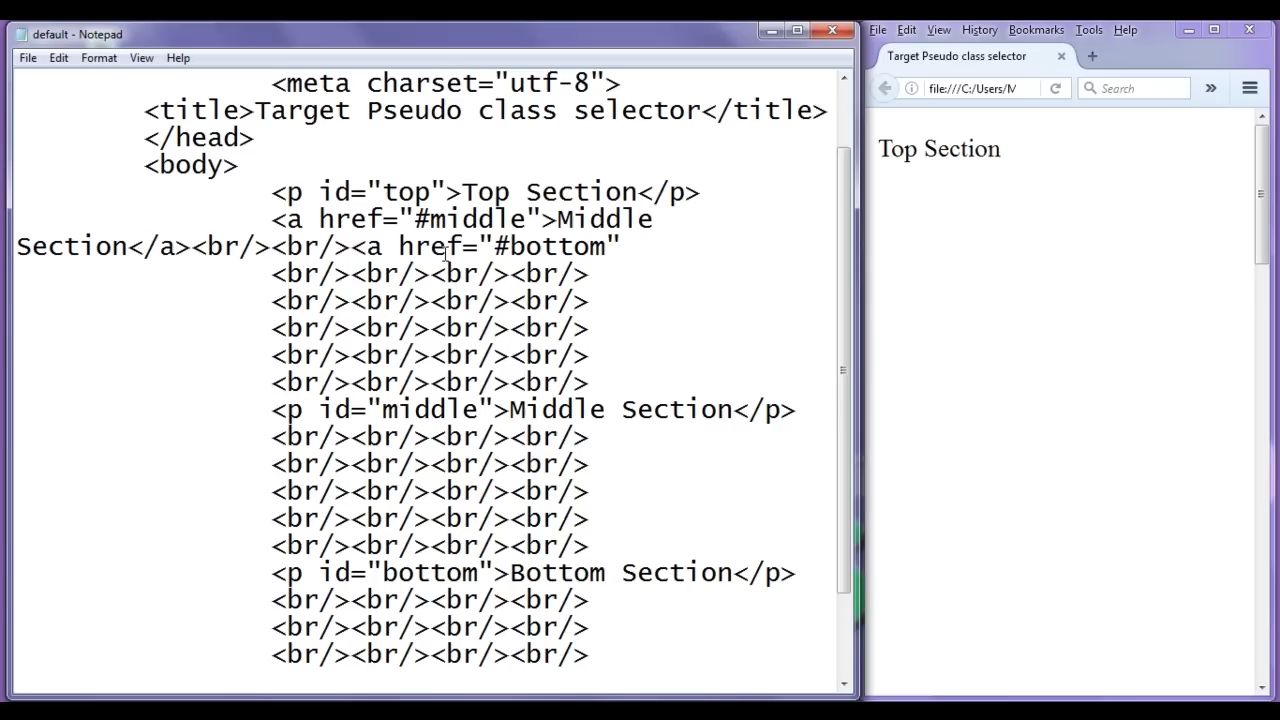 default - Notepad
File Edit Format View Help
<meta charset="utf-8">
<title>Target Pseudo class selector</title>
</head>
<body>
<p id="top">Top Section</p>
<a href="#middle">Middle
Section</a><br/><br/><a href="#bottom"
<br/><br/><br/><br/>
<br/><br/><br/><br/>
<br/><br/><br/><br/>
<br/><br/><br/><br/>
<br/><br/><br/><br/>
<p id="middle">Middle Section</p>
<br/><br/><br/><br/>
<br/><br/><br/><br/>
<br/><br/><br/><br/>
<br/><br/><br/><br/>
<br/><br/><br/><br/>
<p id="bottom">Bottom Section</p>
<br/><br/><br/><br/>
<br/><br/><br/><br/>
<br/><br/><br/><br/>
File Edit View History Bookmarks Tools Help
Target Pseudo class selector
file:///C:/Users/M
Search
Top Section